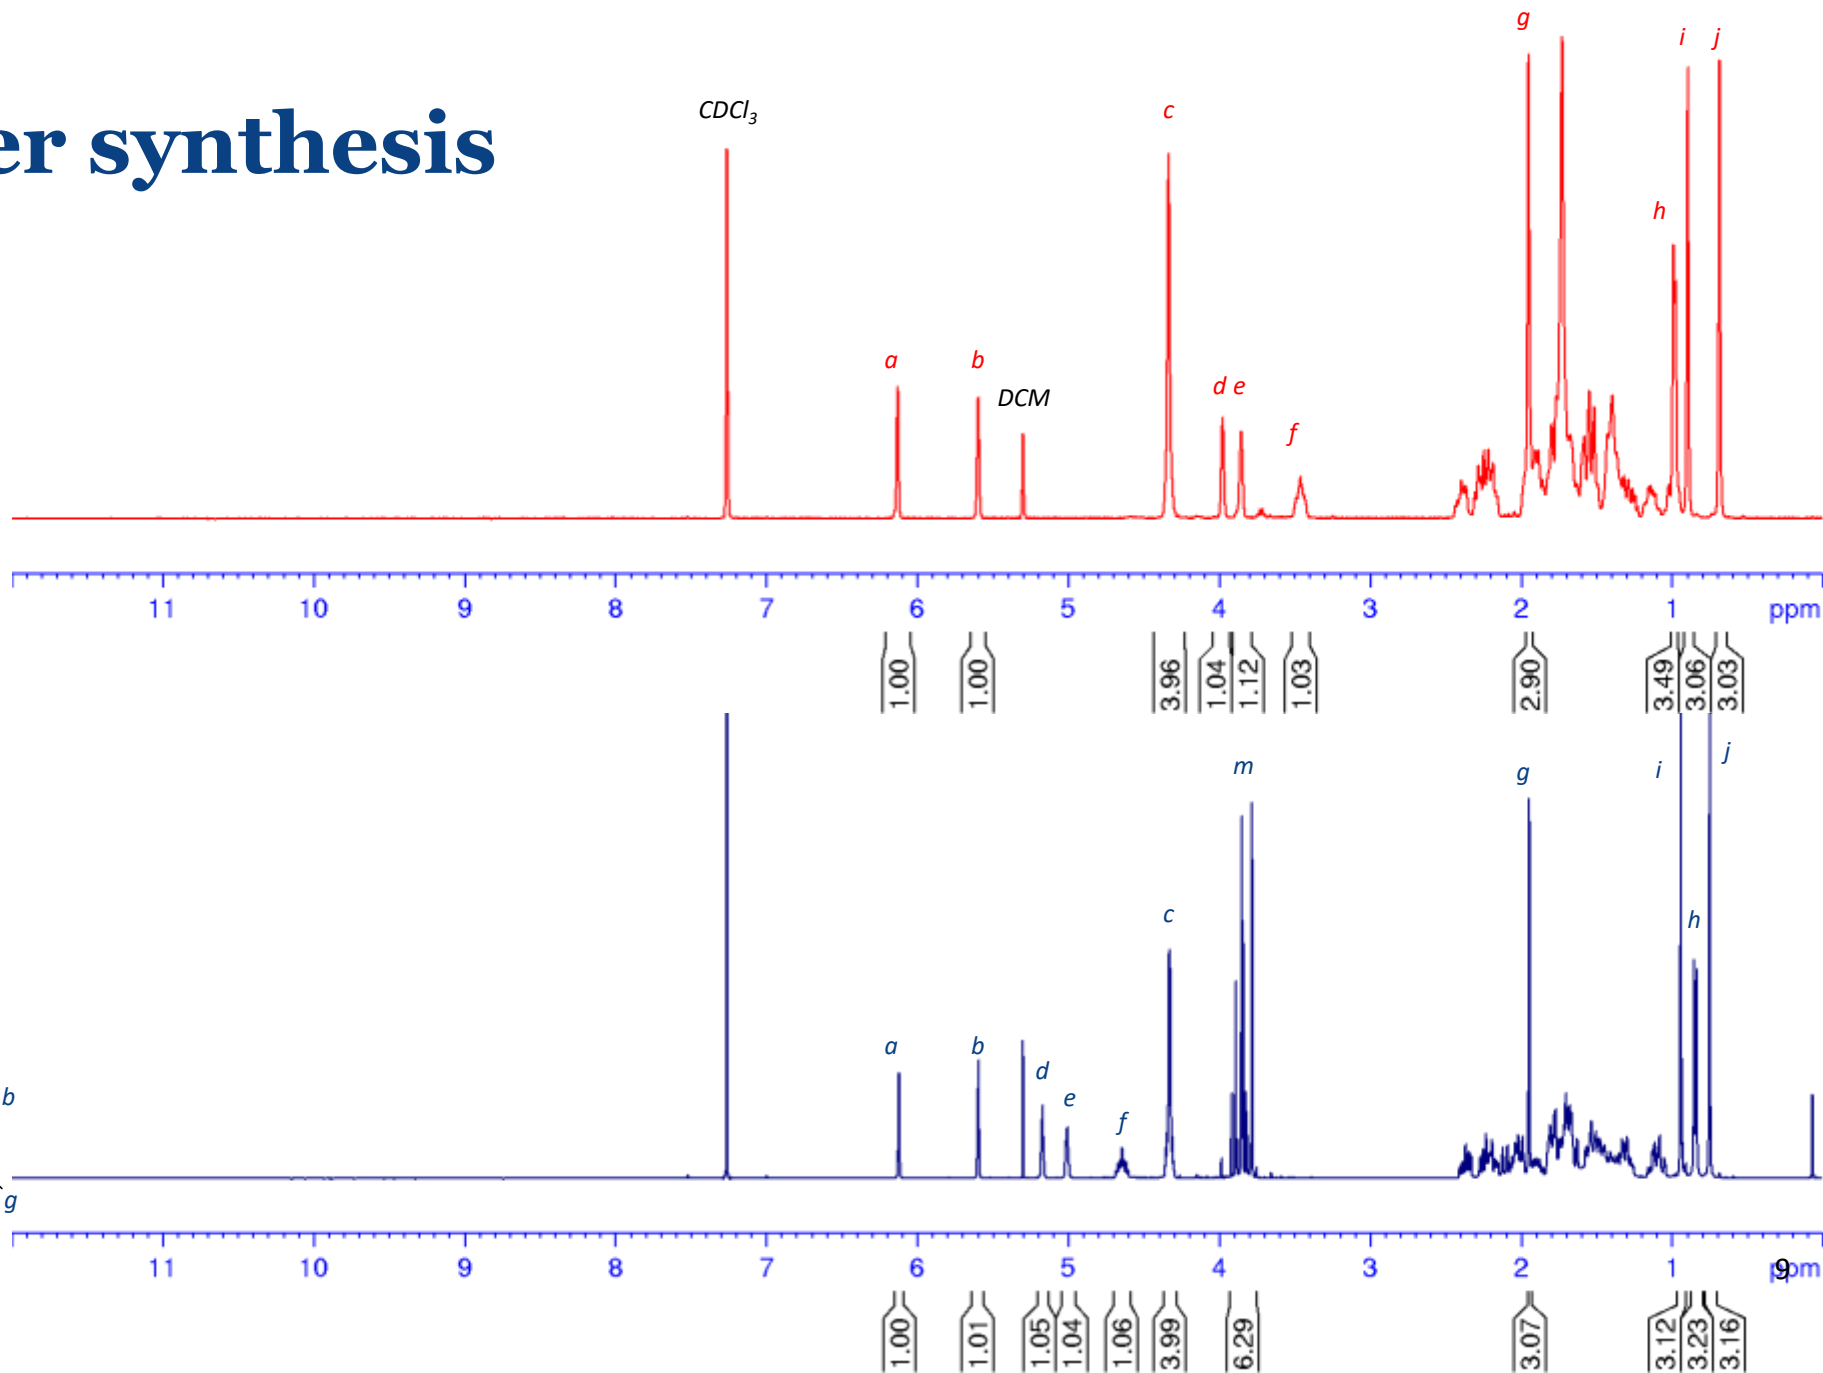 g
i j
CDCl₃
c
er synthesis
h
a b
DCM
d e
f
11 10 9 8 7 6 5 4 3 2 1 ppm
1.00 1.00 3.96 1.04 1.12 1.03 2.90 3.49 3.06 3.03
m g i j
c h
a b
d
e
f
b
g
11 10 9 8 7 6 5 4 3 2 1 ppm
9
1.00 1.01 1.05 1.04 1.06 3.99 6.29 3.07 3.12 3.23 3.16